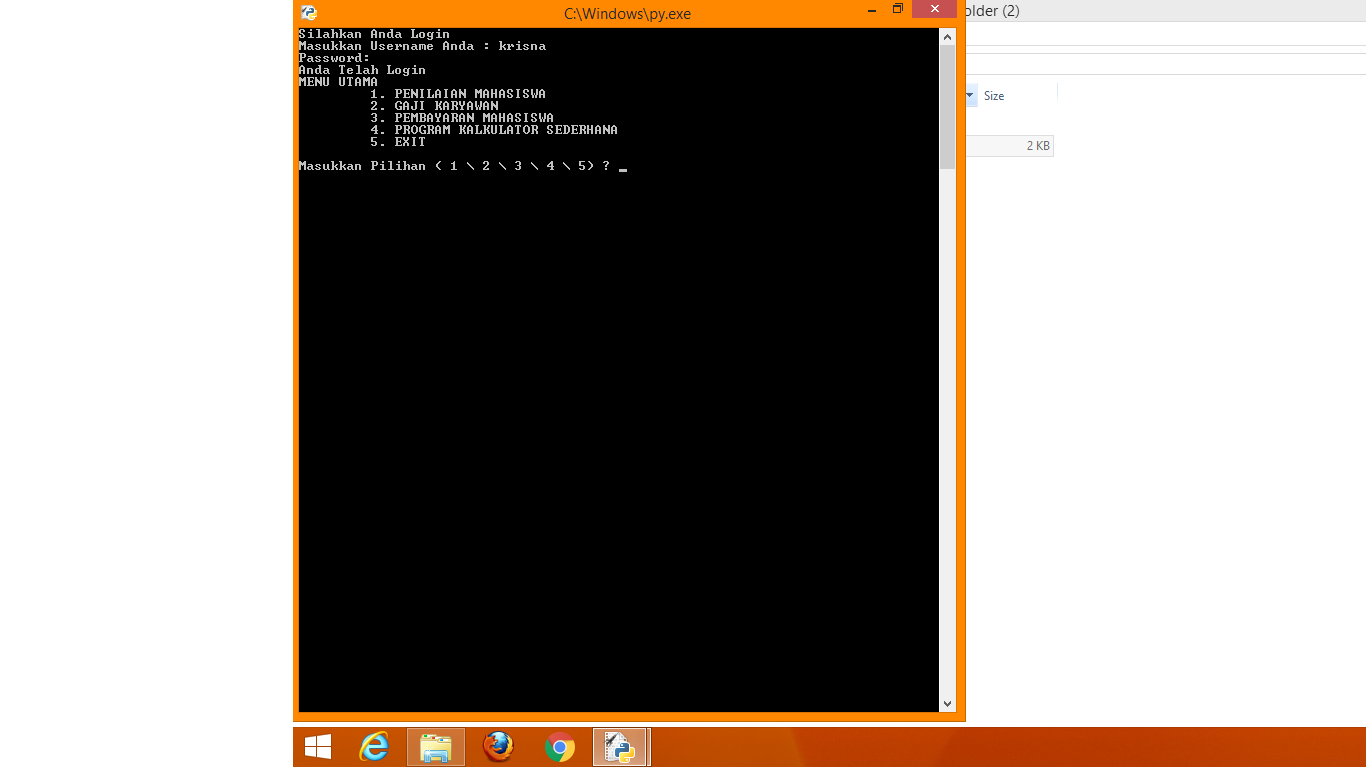 C:\Windows\py.exe
older (2)
Silahkan Anda Login
Masukkan Username Anda : krisna
Password:
Anda Telah Login
MENU UTAMA
1. PENILAIAN MAHASISWA
2. GAJI KARYAWAN
3. PEMBAYARAN MAHASISWA
4. PROGRAM KALKULATOR SEDERHANA
5. EXIT
Masukkan Pilihan ( 1 \ 2 \ 3 \ 4 \ 5) ?
Size
2 KB